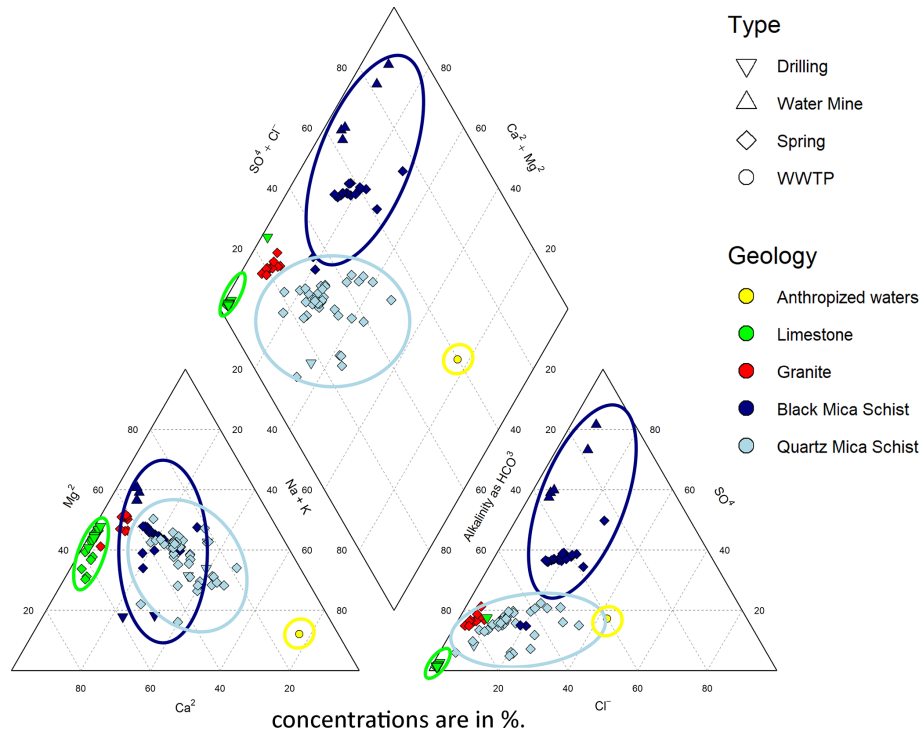 Type
Drilling
Water Mine
Spring
WWTP
Geology
Anthropized waters
Limestone
Granite
Black Mica Schist
Quartz Mica Schist
80 80
60 60
SO⁴ + Cl⁻ Ca² + Mg²
40 40
20 20
20 20
80 40 40 Na + K Alkalinity as HCO³ 20 80
Mg² 60 60 40 60 SO⁴
40 60 60 40
20 80 80 20
80 60 40 20 20 40 60 80
Ca² Cl⁻
concentrations are in %.